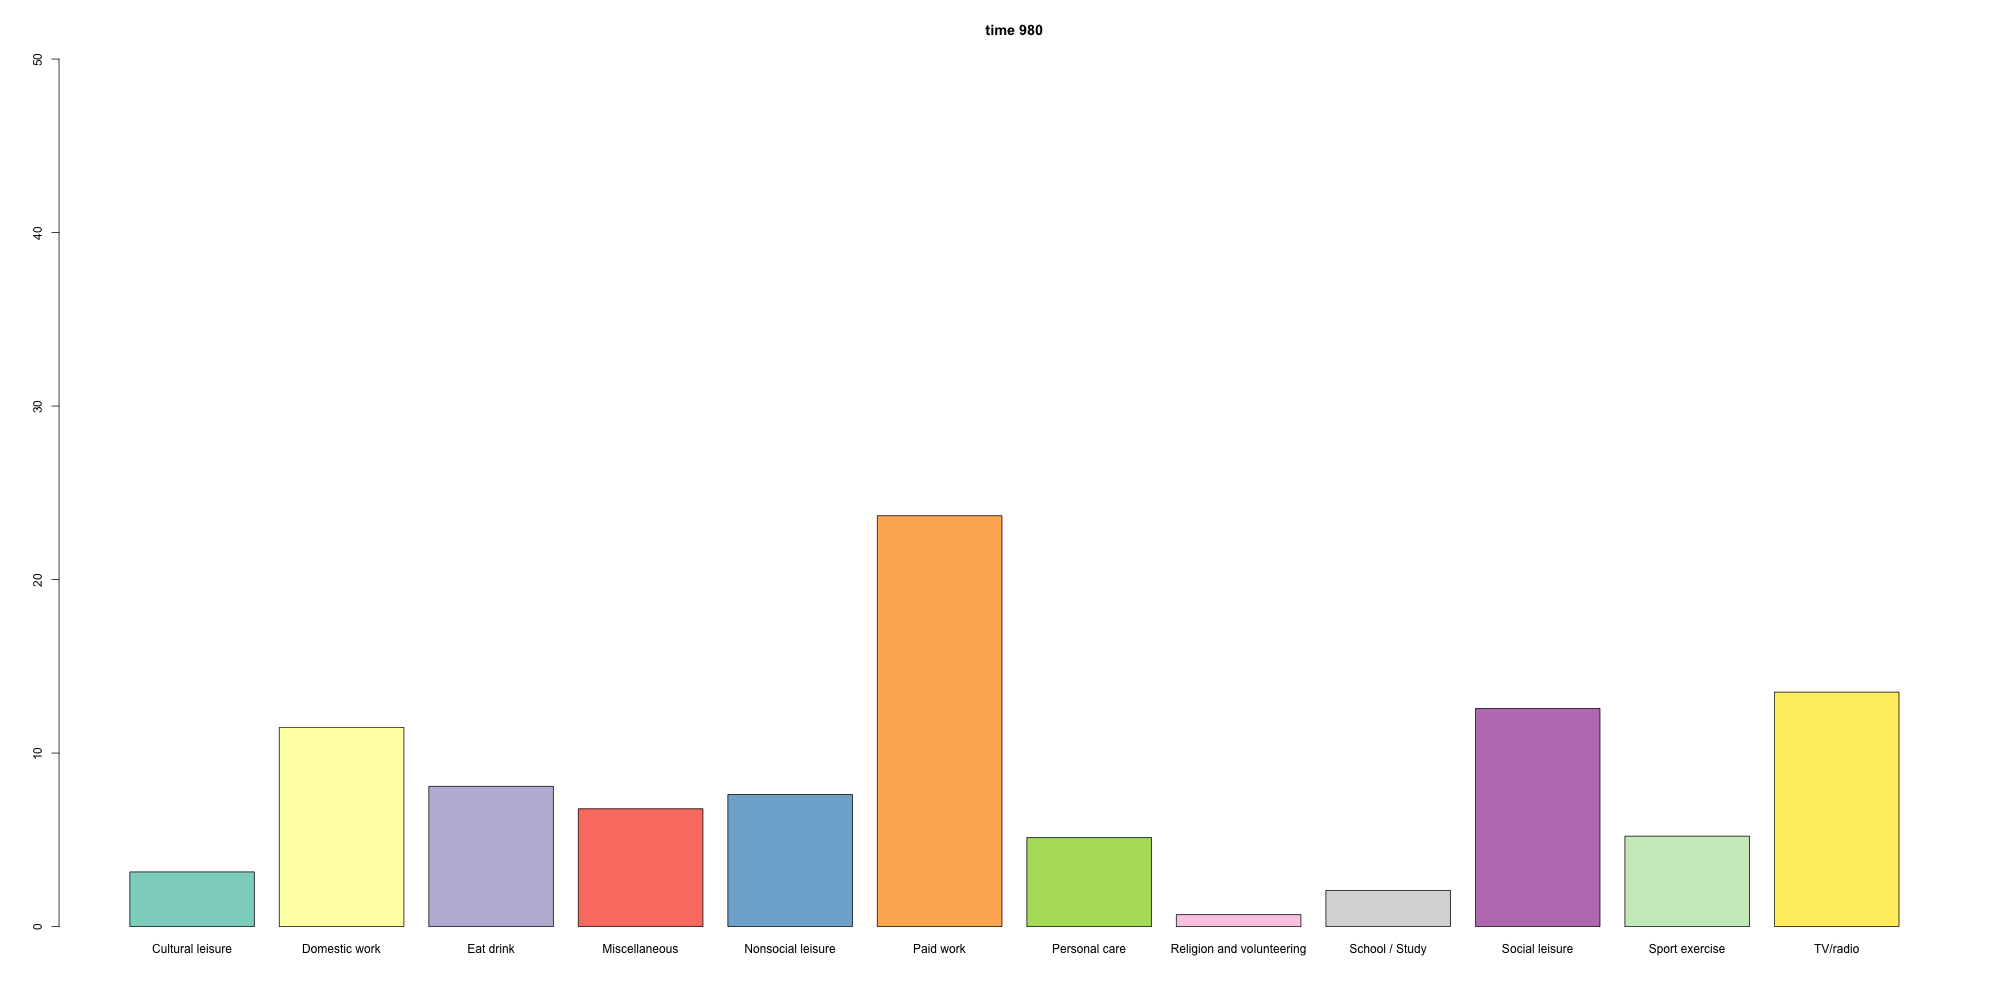 time 980
50
40
30
20
10
0
Cultural leisure
Domestic work
Eat drink
Miscellaneous
Nonsocial leisure
Paid work
Personal care
Religion and volunteering
School / Study
Social leisure
Sport exercise
TV/radio